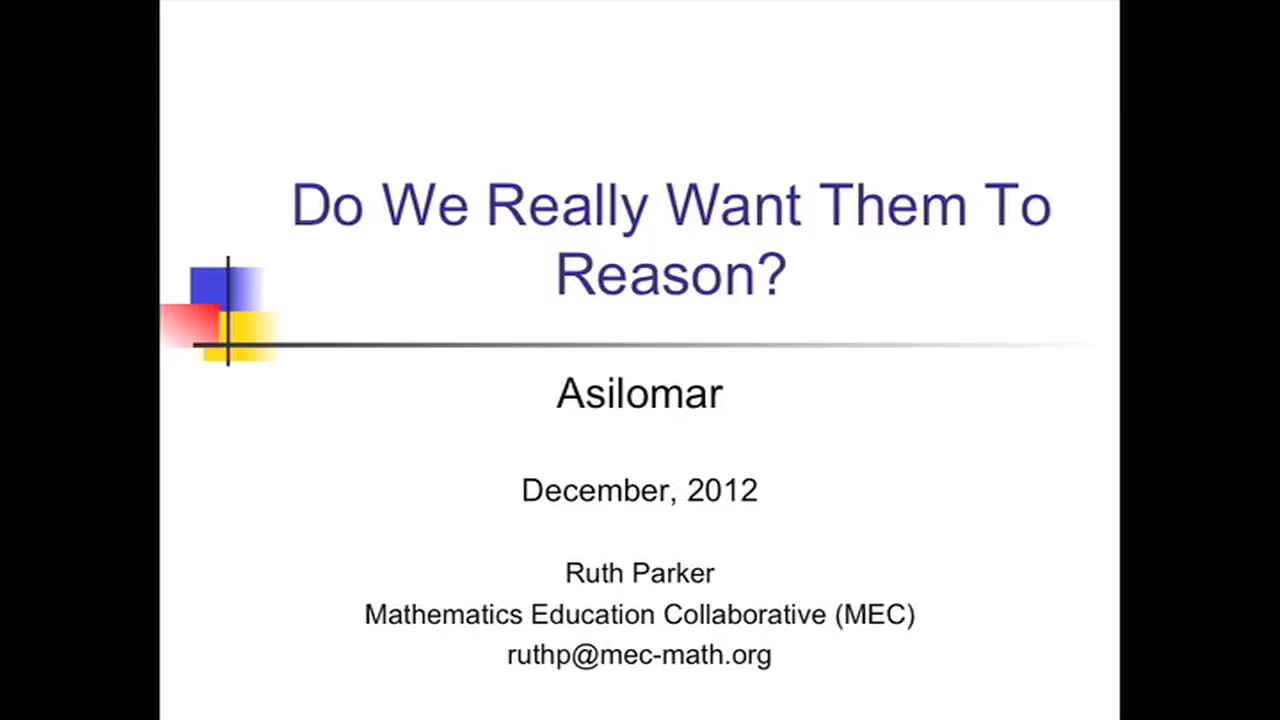 Do We Really Want Them To
Reason?
Asilomar
December, 2012
Ruth Parker
Mathematics Education Collaborative (MEC)
ruthp@mec-math.org